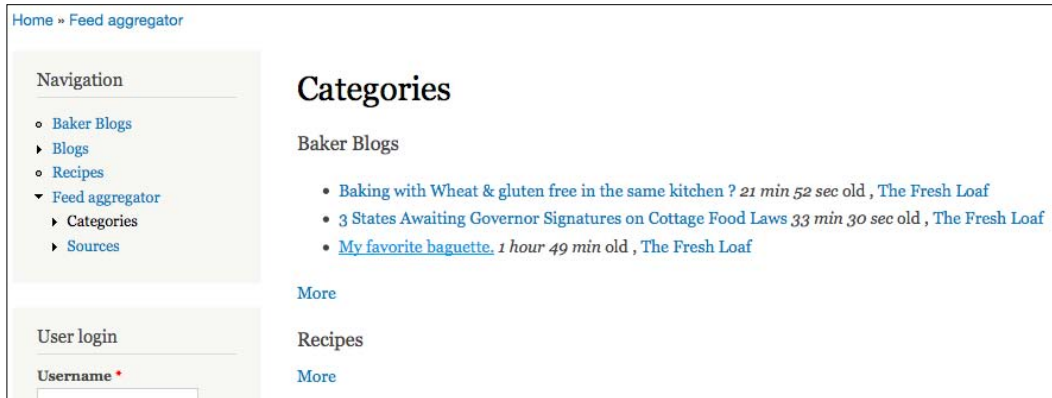 Home » Feed aggregator
Navigation
Baker Blogs
Blogs
Recipes
Feed aggregator
Categories
Sources
User login
Username *
Categories
Baker Blogs
Baking with Wheat & gluten free in the same kitchen ? 21 min 52 sec old , The Fresh Loaf
3 States Awaiting Governor Signatures on Cottage Food Laws 33 min 30 sec old , The Fresh Loaf
My favorite baguette. 1 hour 49 min old , The Fresh Loaf
More
Recipes
More